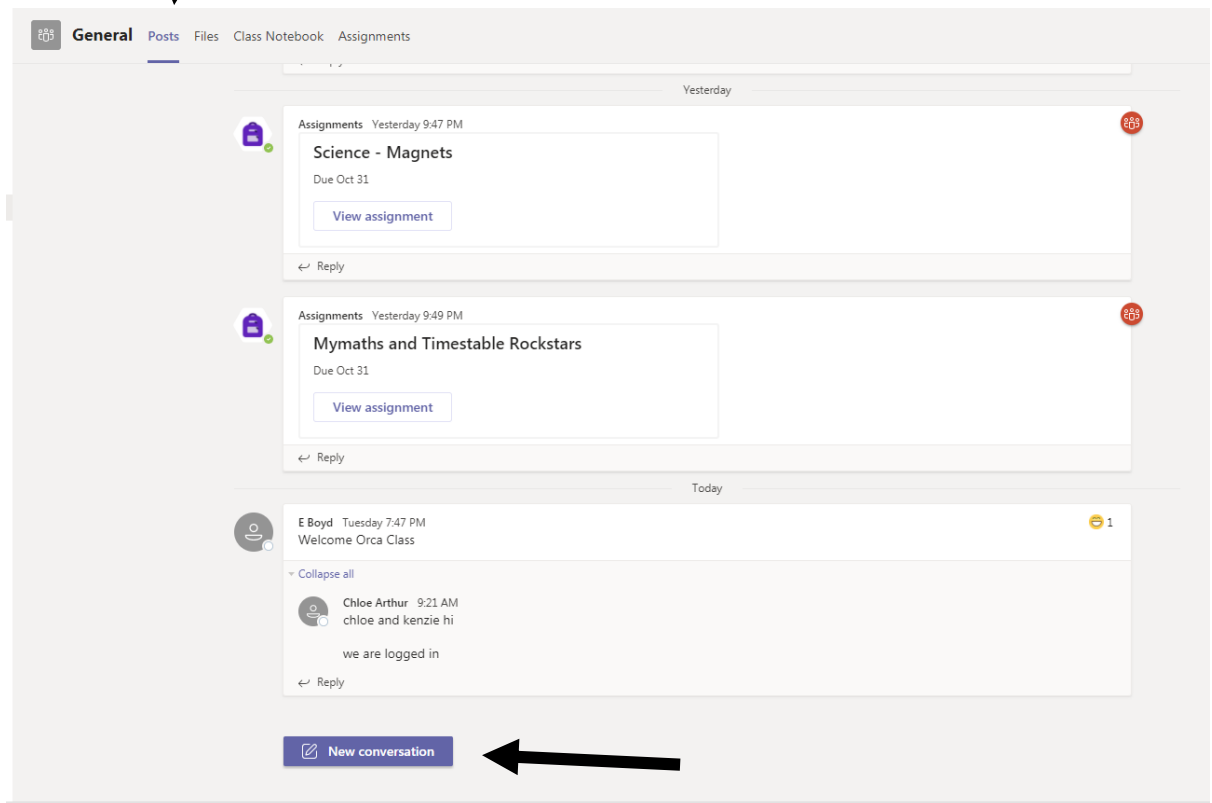 General Posts Files Class Notebook Assignments
Yesterday
Assignments Yesterday 9:47 PM
Science - Magnets
Due Oct 31
View assignment
Reply
Assignments Yesterday 9:49 PM
Mymaths and Timestable Rockstars
Due Oct 31
View assignment
Reply
Today
E Boyd Tuesday 7:47 PM 1
Welcome Orca Class
Collapse all
Chloe Arthur 9:21 AM
chloe and kenzie hi
we are logged in
Reply
New conversation